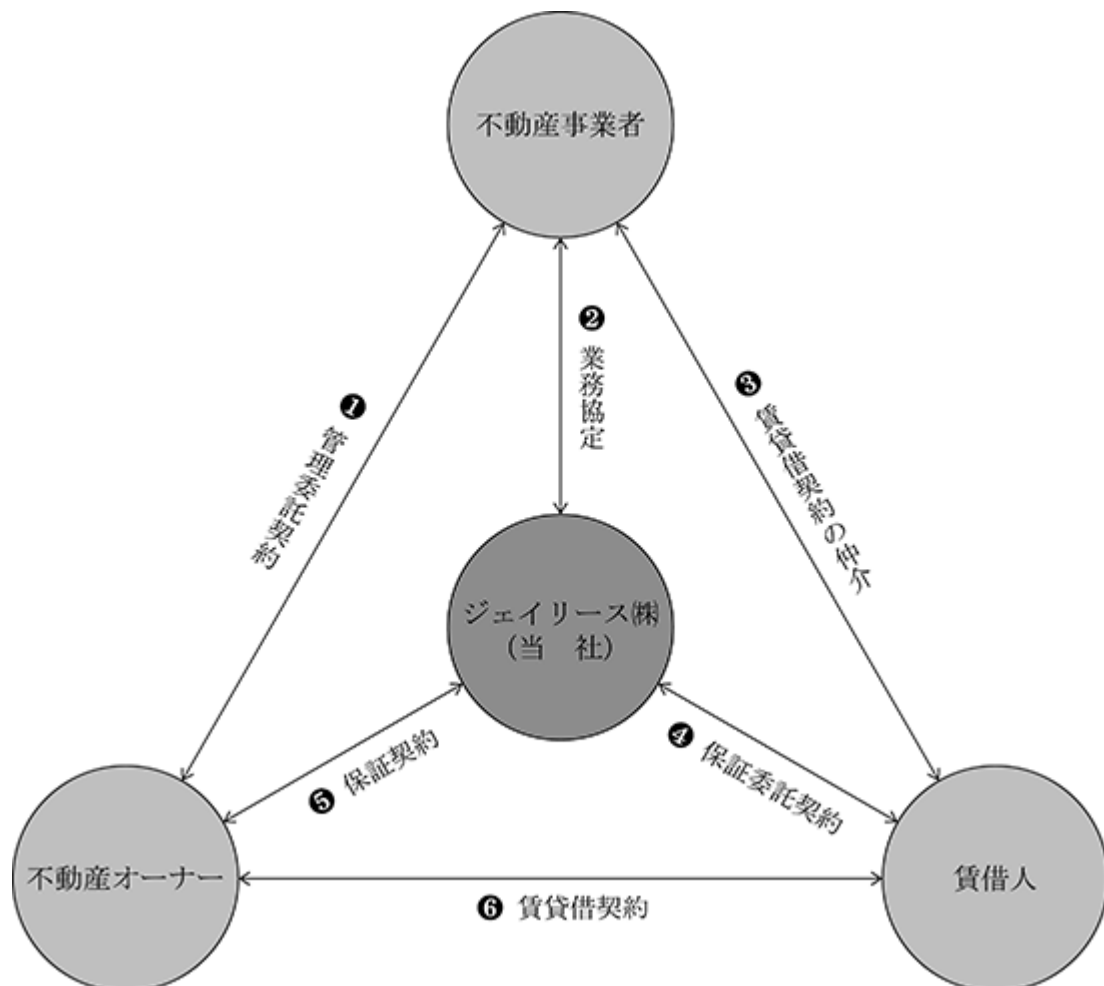 不動産事業者
❶ 管理委託契約
❷ 業務協定
❸ 賃貸借契約の仲介
ジェイリース㈱
（当　社）
❹ 保証委託契約
❺ 保証契約
不動産オーナー
賃借人
❻ 賃貸借契約